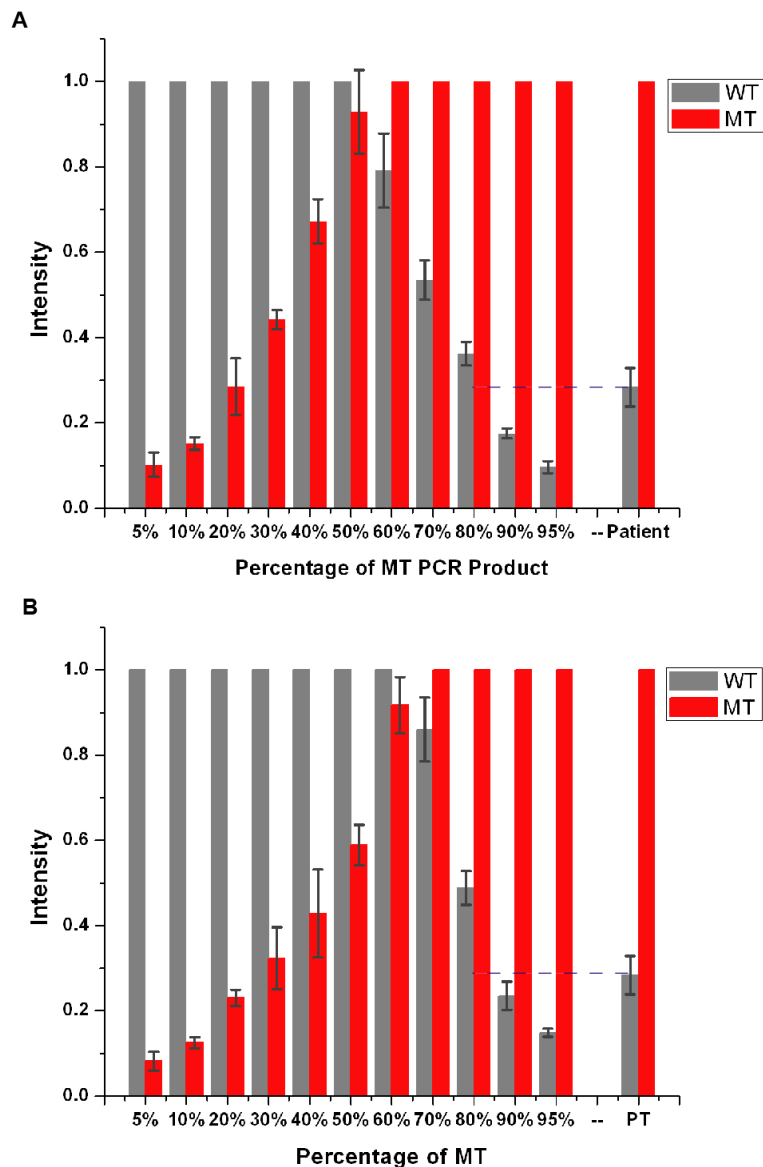 A
1.0
0.8
0.6
0.4
0.2
0.0
Intensity
WT
MT
5% 10% 20% 30% 40% 50% 60% 70% 80% 90% 95% -- Patient
Percentage of MT PCR Product
B
1.0
0.8
0.6
0.4
0.2
0.0
Intensity
WT
MT
5% 10% 20% 30% 40% 50% 60% 70% 80% 90% 95% -- PT
Percentage of MT